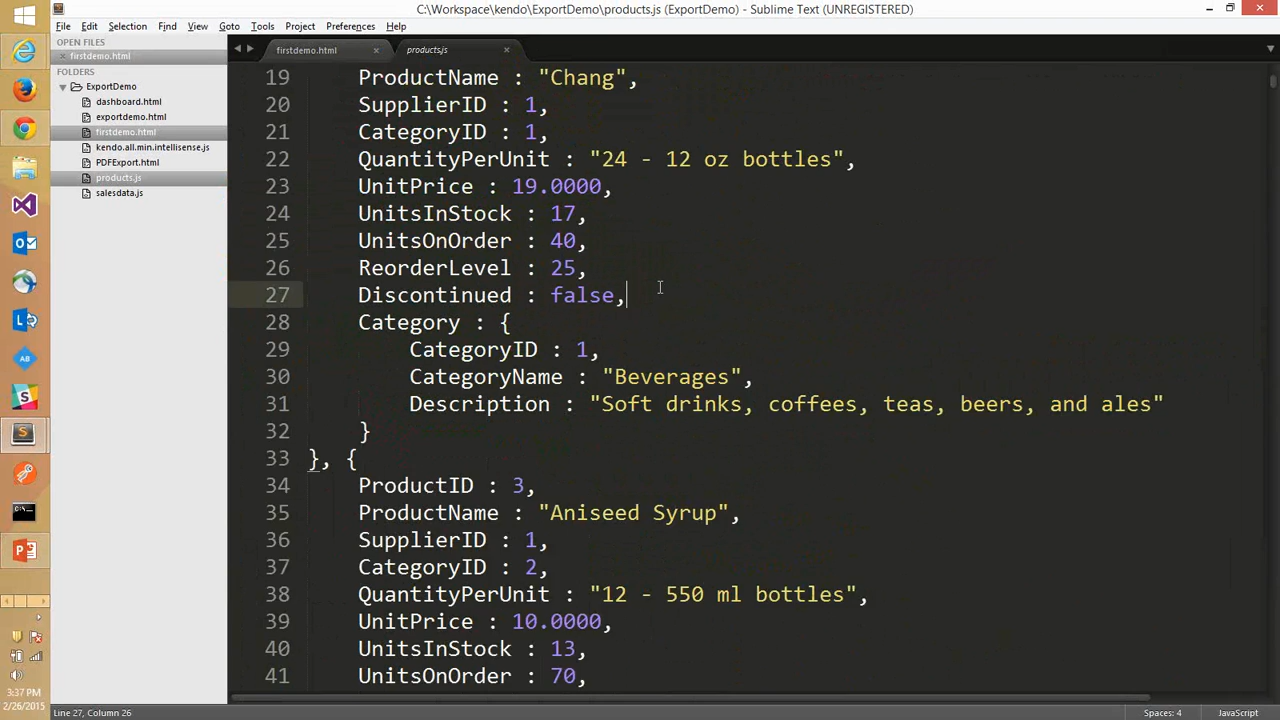 C:\Workspace\kendo\ExportDemo\products.js (ExportDemo) - Sublime Text (UNREGISTERED)
File Edit Selection Find View Goto Tools Project Preferences Help
OPEN FILES
firstdemo.html
FOLDERS
ExportDemo
dashboard.html
exportdemo.html
firstdemo.html
kendo.all.min.intellisense.js
PDFExport.html
products.js
salesdata.js
firstdemo.html
products.js
19 ProductName : "Chang",
20 SupplierID : 1,
21 CategoryID : 1,
22 QuantityPerUnit : "24 - 12 oz bottles",
23 UnitPrice : 19.0000,
24 UnitsInStock : 17,
25 UnitsOnOrder : 40,
26 ReorderLevel : 25,
27 Discontinued : false,
28 Category : {
29 CategoryID : 1,
30 CategoryName : "Beverages",
31 Description : "Soft drinks, coffees, teas, beers, and ales"
32 }
33 }, {
34 ProductID : 3,
35 ProductName : "Aniseed Syrup",
36 SupplierID : 1,
37 CategoryID : 2,
38 QuantityPerUnit : "12 - 550 ml bottles",
39 UnitPrice : 10.0000,
40 UnitsInStock : 13,
41 UnitsOnOrder : 70,
3:37 PM
2/26/2015
Line 27, Column 26
Spaces: 4
JavaScript